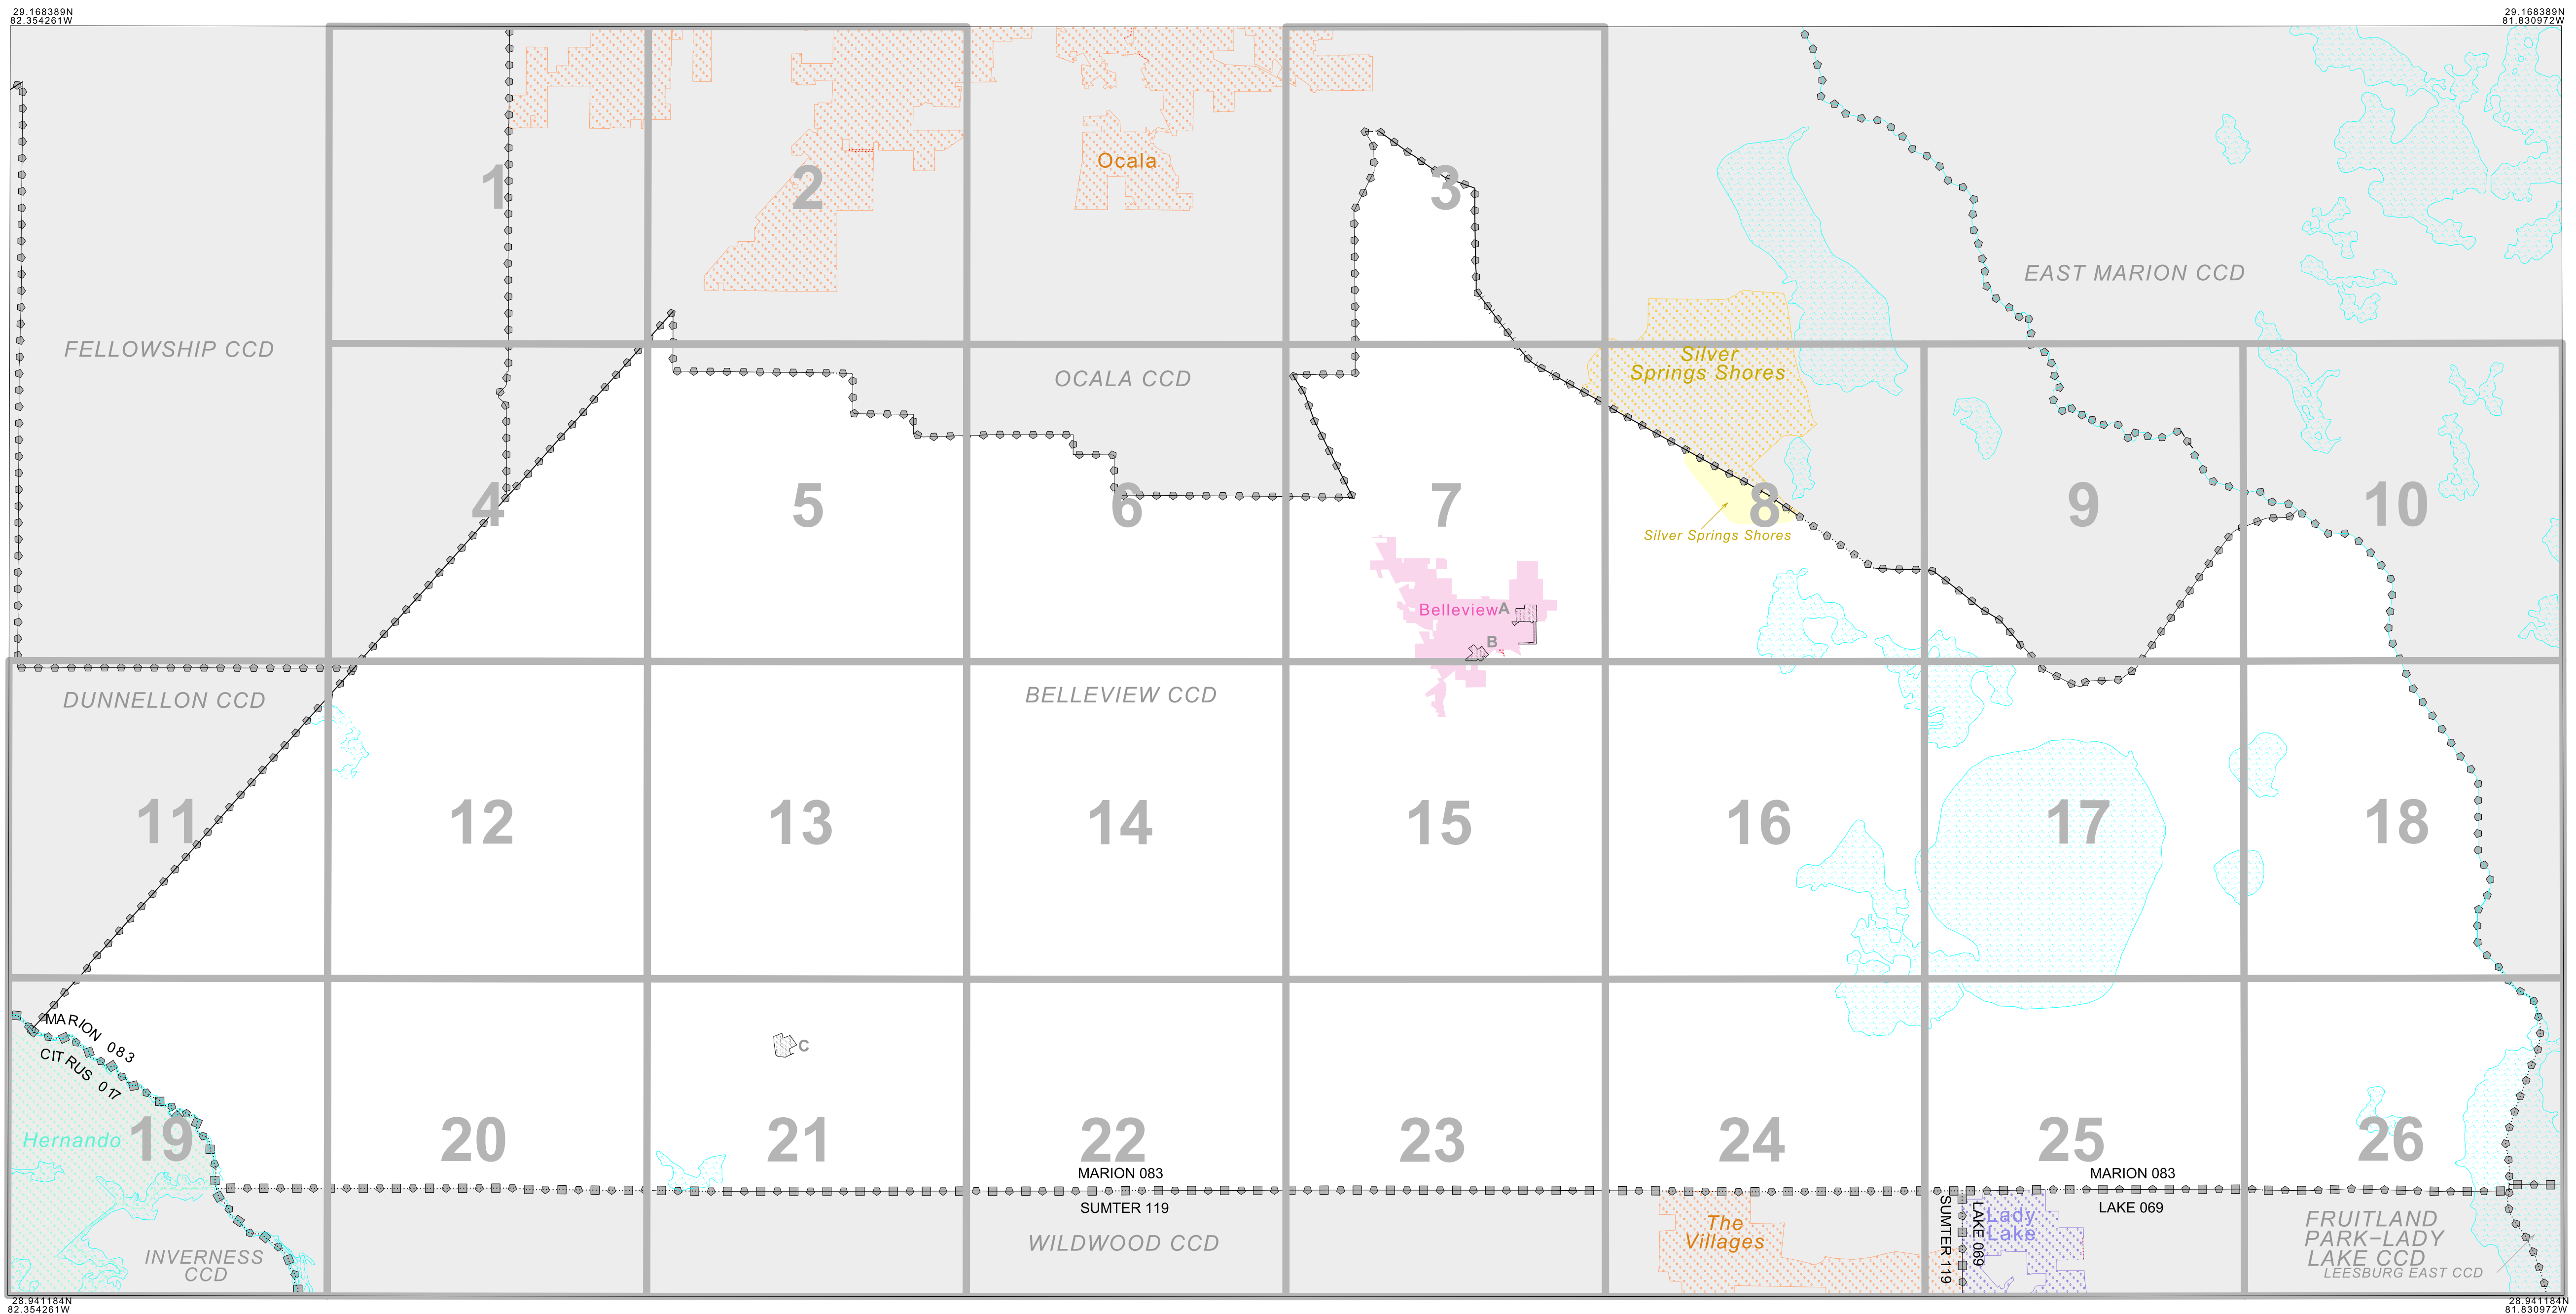 29.168389N
82.354261W
29.168389N
81.830972W
Ocala
1
2
3
EAST MARION CCD
FELLOWSHIP CCD
OCALA CCD
Silver
Springs Shores
4
5
6
7
8
9
10
Silver Springs Shores
Belleview
A
B
DUNNELLON CCD
BELLEVIEW CCD
11
12
13
14
15
16
17
18
MARION 083
CITRUS 017
C
Hernando
19
20
21
22
23
24
25
26
MARION 083
SUMTER 119
MARION 083
LAKE 069
SUMTER 119
LAKE 069
Lady
Lake
The
Villages
WILDWOOD CCD
INVERNESS
CCD
FRUITLAND
PARK–LADY
LAKE CCD
LEESBURG EAST CCD
28.941184N
82.354261W
28.941184N
81.830972W